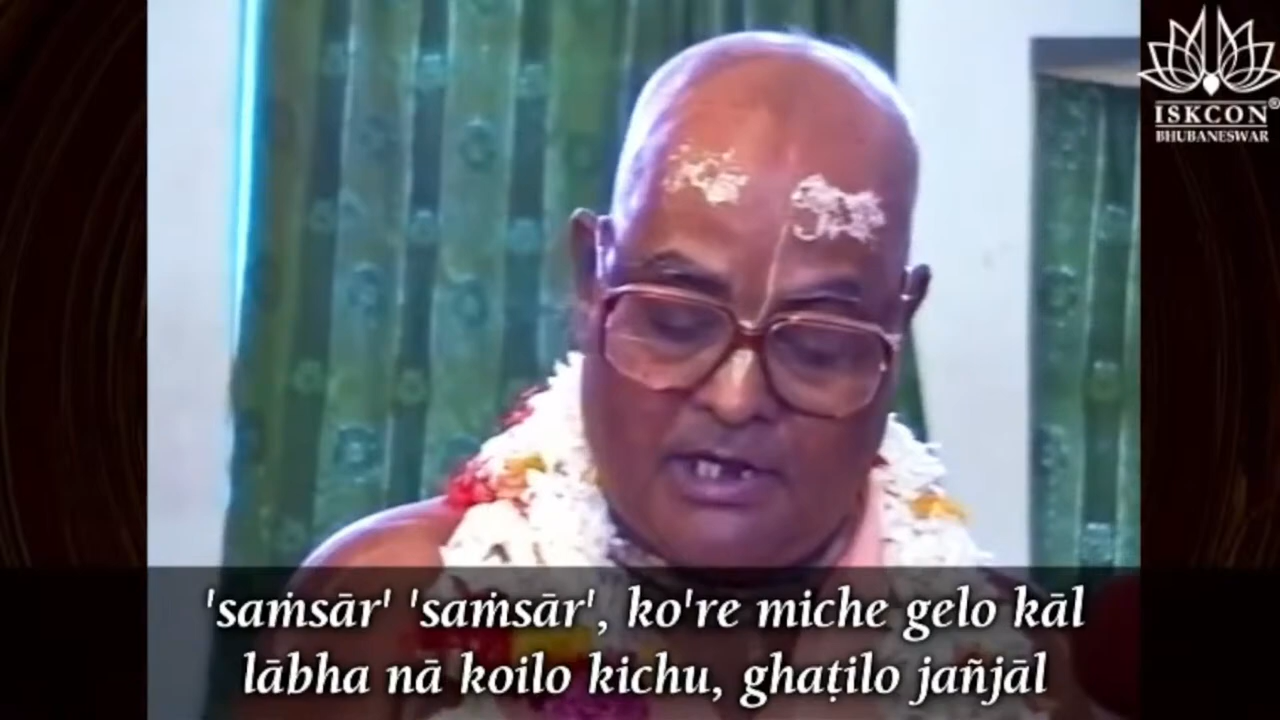 ISKCON®
BHUBANESWAR
'saṁsār' 'saṁsār', ko're miche gelo kāl
lābha nā koilo kichu, ghaṭilo jañjāl